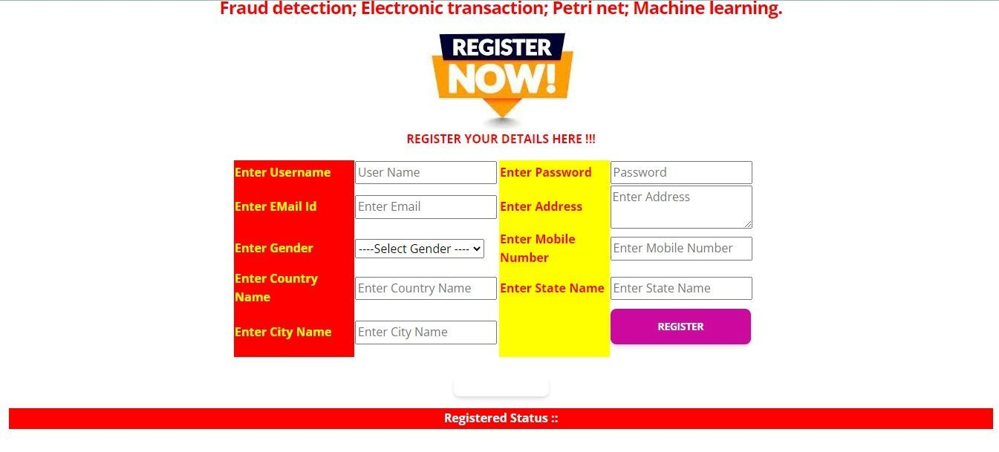 Fraud detection; Electronic transaction; Petri net; Machine learning.
REGISTER
NOW!
REGISTER YOUR DETAILS HERE !!!
Enter Username User Name Enter Password Password
Enter EMail Id Enter Email Enter Address Enter Address
Enter Gender ----Select Gender ---- Enter Mobile
Number Enter Mobile Number
Enter Country
Name Enter Country Name Enter State Name Enter State Name
Enter City Name Enter City Name REGISTER
Registered Status ::